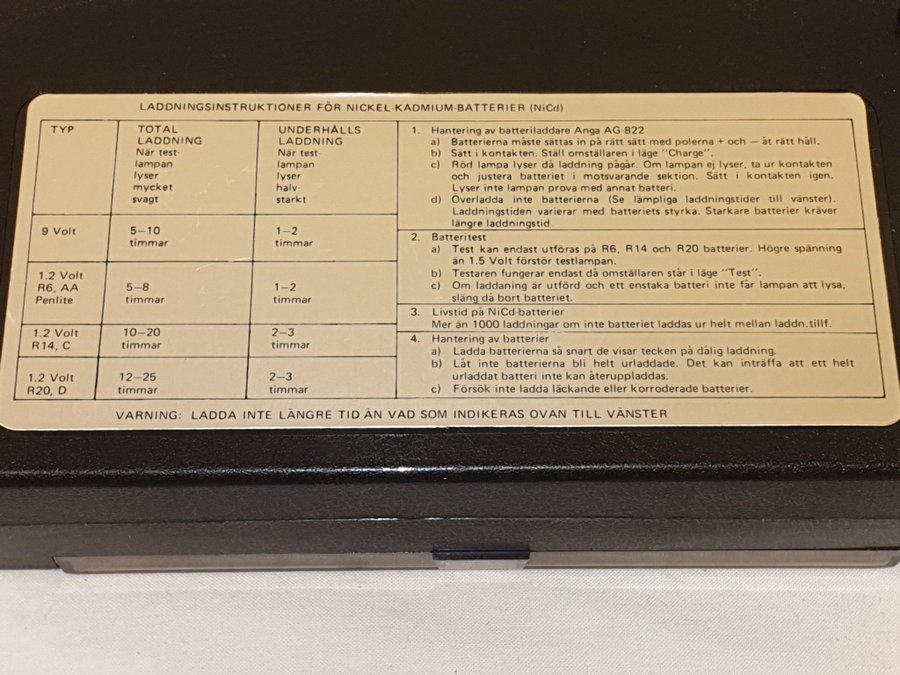 LADDNINGSINSTRUKTIONER FÖR NICKEL-KADMIUM-BATTERIER (NiCd)
TYP
TOTAL
LADDNING
När test-
lampan
lyser
mycket
svagt
UNDERHÅLLS
LADDNING
När test-
lampan
lyser
halv-
starkt
9 Volt
5–10
timmar
1–2
timmar
1.2 Volt
R6, AA
Penlite
5–8
timmar
1–2
timmar
1.2 Volt
R14, C
10–20
timmar
2–3
timmar
1.2 Volt
R20, D
12–25
timmar
2–3
timmar
1. Hantering av batteriladdare Anga AG-822
a) Batterierna måste sättas in på rätt sätt med polerna + och — åt rätt håll.
b) Sätt i kontakten. Ställ omställaren i läge "Charge".
c) Röd lampa lyser då laddning pågår. Om lampan ej lyser, ta ur kontakten
och justera batteriet i motsvarande sektion. Sätt i kontakten igen.
Lyser inte lampan prova med annat batteri.
d) Överladda inte batterierna (Se lämpliga laddningstider till vänster).
Laddningstiden varierar med batteriets styrka. Starkare batterier kräver
längre laddningstid.
2. Batteritest
a) Test kan endast utföras på R6, R14 och R20 batterier. Högre spänning
än 1.5 Volt förstör testlampan.
b) Testaren fungerar endast då omställaren står i läge "Test".
c) Om laddaning är utförd och ett enstaka batteri inte får lampan att lysa,
släng då bort batteriet.
3. Livstid på NiCd-batterier
Mer än 1000 laddningar om inte batteriet laddas ur helt mellan laddn.tillf.
4. Hantering av batterier
a) Ladda batterierna så snart de visar tecken på dålig laddning.
b) Låt inte batterierna bli helt urladdade. Det kan inträffa att ett helt
urladdat batteri inte kan återuppladdas.
c) Försök inte ladda läckande eller korroderade batterier.
VARNING: LADDA INTE LÄNGRE TID ÄN VAD SOM INDIKERAS OVAN TILL VÄNSTER